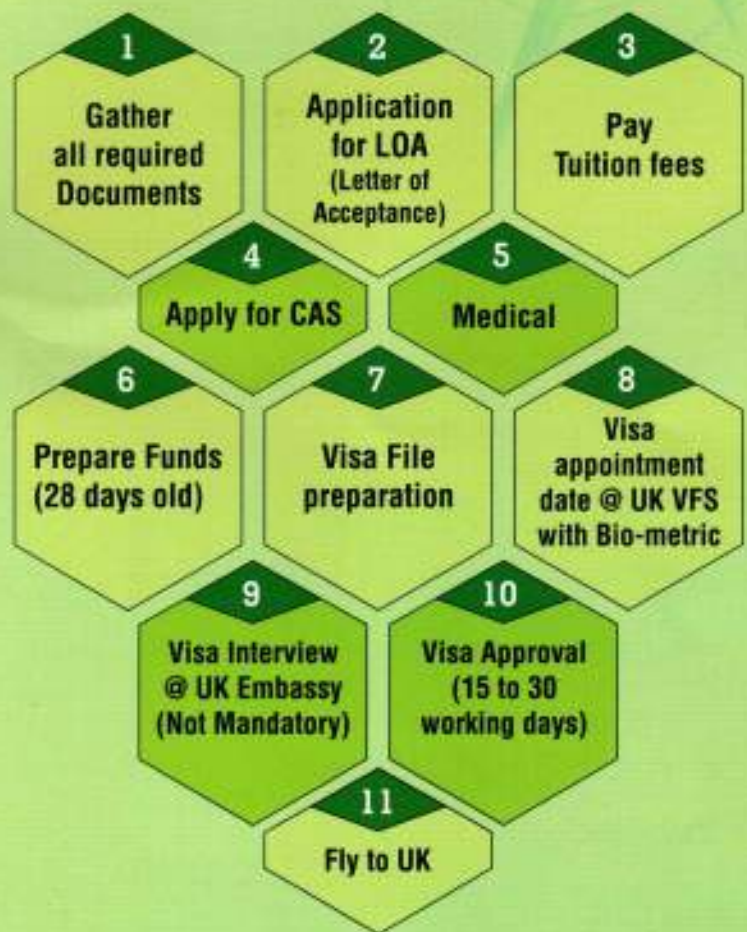 1
Gather
all required
Documents
2
Application
for LOA
(Letter of
Acceptance)
3
Pay
Tuition fees
4
Apply for CAS
5
Medical
6
Prepare Funds
(28 days old)
7
Visa File
preparation
8
Visa
appointment
date @ UK VFS
with Bio-metric
9
Visa Interview
@ UK Embassy
(Not Mandatory)
10
Visa Approval
(15 to 30
working days)
11
Fly to UK